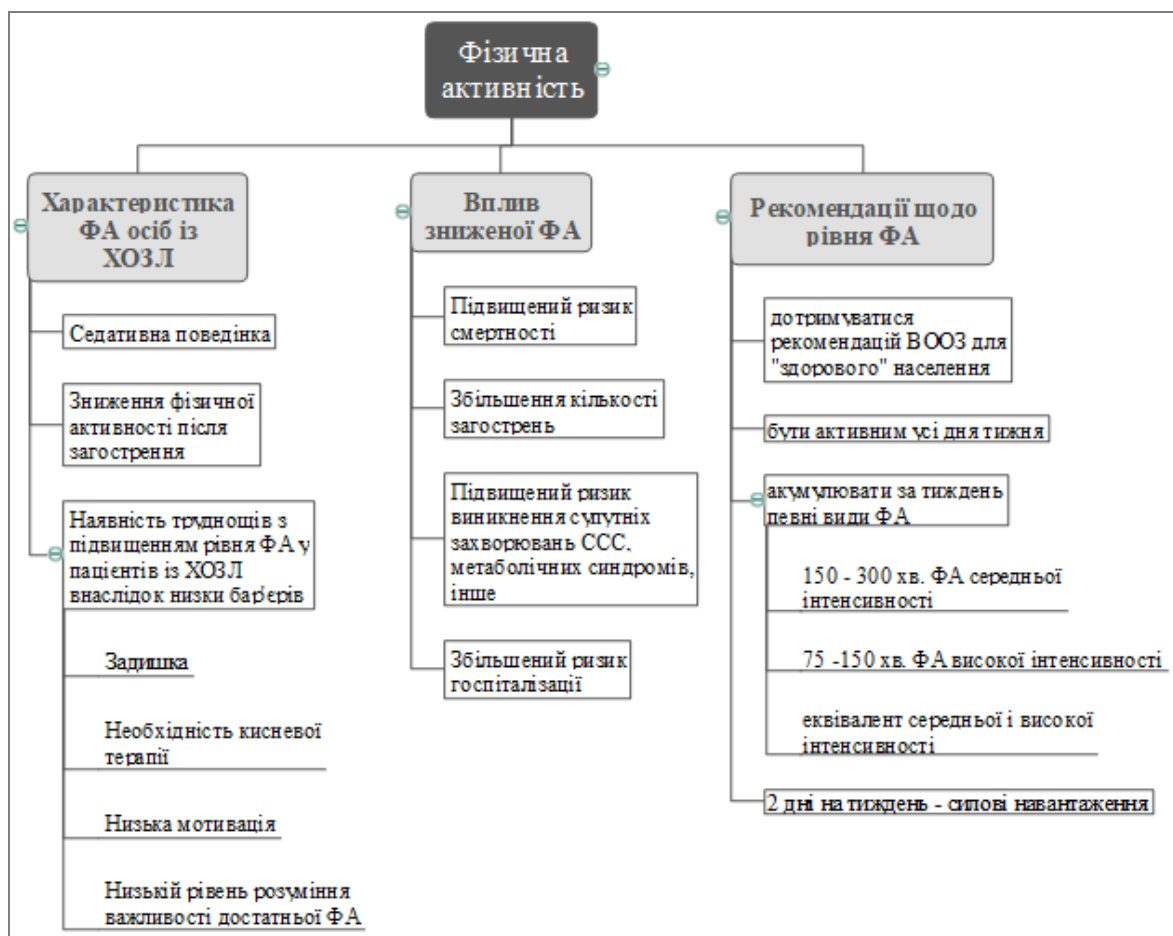 Фізична
активність
Характеристика
ФА осіб із
ХОЗЛ
Седативна поведінка
Зниження фізичної
активності після
загострення
Наявність труднощів з
підвищенням рівня ФА у
пацієнтів із ХОЗЛ
внаслідок низки бар'єрів
Задишка
Необхідність кисневої
терапії
Низька мотивація
Низькій рівень розуміння
важливості достатньої ФА
Вплив
зниженої ФА
Підвищений ризик
смертності
Збільшення кількості
загострень
Підвищений ризик
виникнення супутніх
захворювань ССС,
метаболічних синдромів,
інше
Збільшений ризик
госпіталізації
Рекомендації щодо
рівня ФА
дотримуватися
рекомендацій ВООЗ для
"здорового" населення
бути активним усі дня тижня
акумулювати за тиждень
певні види ФА
150 - 300 хв. ФА середньої
інтенсивності
75 -150 хв. ФА високої інтенсивності
еквівалент середньої і високої
інтенсивності
2 дні на тиждень - силові навантаження